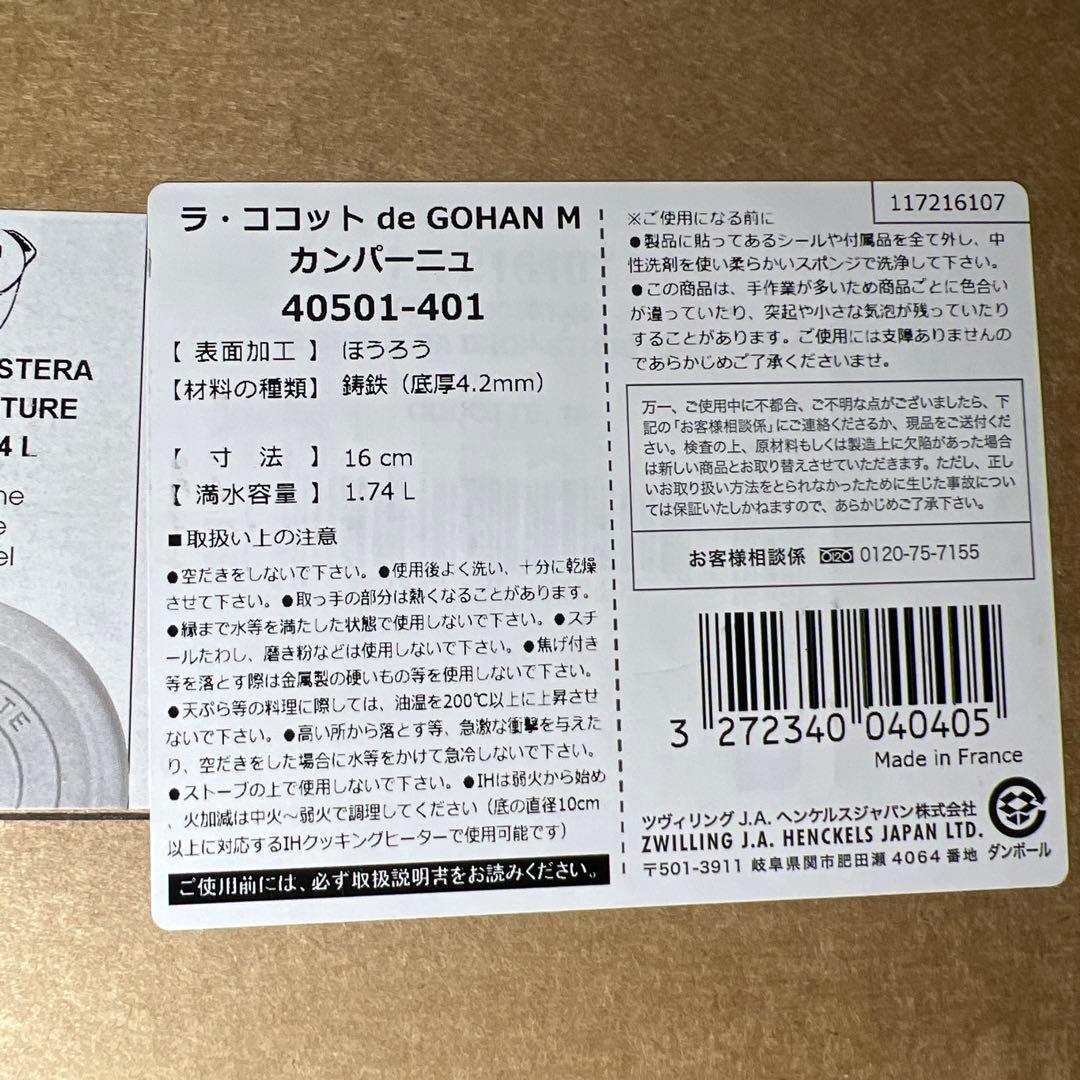 STERA
TURE
4 L
ne
e
el
TE
ラ・ココット de GOHAN M
カンパーニュ
40501-401
【 表面加工 】 ほうろう
【材料の種類】 鋳鉄（底厚4.2mm）
【 寸 法 】 16 cm
【 満水容量 】 1.74 L
■取扱い上の注意
●空だきをしないで下さい。●使用後よく洗い、十分に乾燥
させて下さい。●取っ手の部分は熱くなることがあります。
●縁まで水等を満たした状態で使用しないで下さい。●スチ
ールたわし、磨き粉などは使用しないで下さい。●焦げ付き
等を落とす際は金属製の硬いもの等を使用しないで下さい。
●天ぷら等の料理に際しては、油温を200℃以上に上昇させ
ないで下さい。●高い所から落とす等、急激な衝撃を与えた
り、空だきをした場合に水等をかけて急冷しないで下さい。
●ストーブの上で使用しないで下さい。●IHは弱火から始め
、火加減は中火～弱火で調理してください（底の直径10cm
以上に対応するIHクッキングヒーターで使用可能です）
ご使用前には、必ず取扱説明書をお読みください。
117216107
※ご使用になる前に
●製品に貼ってあるシールや付属品を全て外し、中
性洗剤を使い柔らかいスポンジで洗浄して下さい。
●この商品は、手作業が多いため商品ごとに色合い
が違っていたり、突起や小さな気泡が残っていたり
することがあります。ご使用には支障ありませんの
であらかじめご了承くださいませ。
万一、ご使用中に不都合、ご不明な点がございましたら、下
記の「お客様相談係」にご連絡くださるか、現品をご送付くだ
さい。検査の上、原材料もしくは製造上に欠陥があった場合
は新しい商品とお取り替えさせていただきます。ただし、正し
いお取り扱い方法をとられなかったために生じた事故につい
ては保証いたしかねますので、あらかじめご了承下さい。
お客様相談係 0120-75-7155
3 272340 040405
Made in France
ツヴィリング J.A. ヘンケルスジャパン株式会社
ZWILLING J.A. HENCKELS JAPAN LTD.
〒501-3911 岐阜県関市肥田瀬 4064 番地
ダンボール